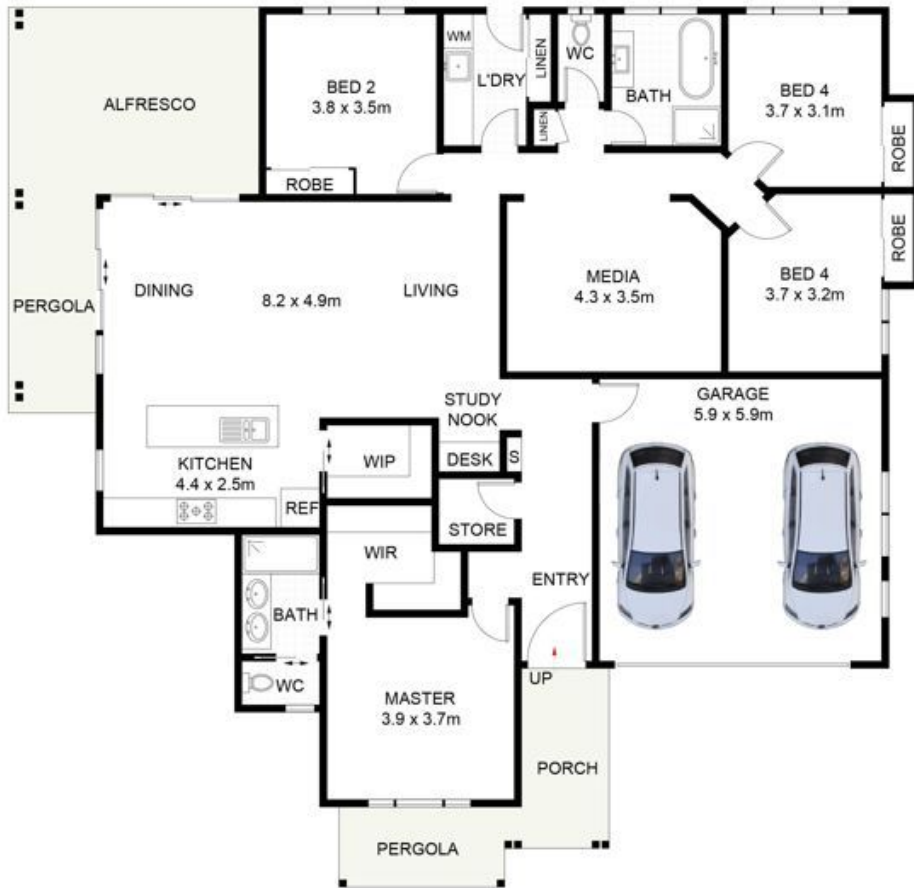 ALFRESCO
BED 2
3.8 x 3.5m
ROBE
WM
L'DRY
LINEN
LINEN
WC
BATH
BED 4
3.7 x 3.1m
ROBE
PERGOLA
DINING
8.2 x 4.9m
LIVING
MEDIA
4.3 x 3.5m
BED 4
3.7 x 3.2m
ROBE
KITCHEN
4.4 x 2.5m
REF
WIP
STUDY
NOOK
DESK
S
STORE
GARAGE
5.9 x 5.9m
WIR
ENTRY
BATH
WC
MASTER
3.9 x 3.7m
UP
PORCH
PERGOLA